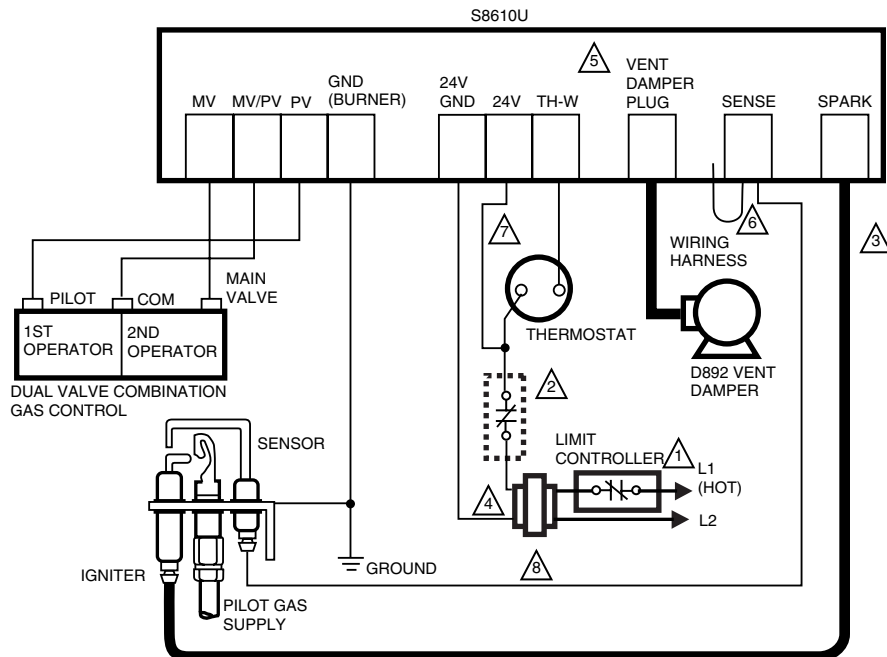 S8610U
5
MV
MV/PV
PV
GND
(BURNER)
24V
GND
24V
TH-W
VENT
DAMPER
PLUG
SENSE
SPARK
7
6
3
WIRING
HARNESS
MAIN
VALVE
PILOT
COM
1ST
OPERATOR
2ND
OPERATOR
DUAL VALVE COMBINATION
GAS CONTROL
THERMOSTAT
D892 VENT
DAMPER
2
SENSOR
LIMIT
CONTROLLER
1
L1
(HOT)
4
L2
8
GROUND
IGNITER
PILOT GAS
SUPPLY